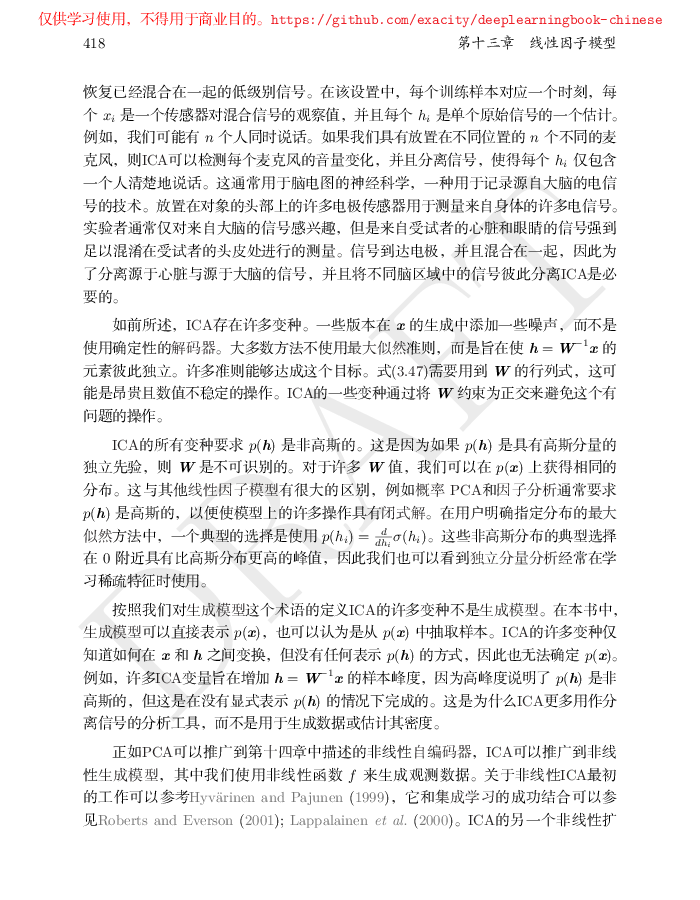 仅供学习使用，不得用于商业目的。https://github.com/exacity/deeplearningbook-chinese
418 第十三章 线性因子模型
恢复已经混合在一起的低级别信号。在该设置中，每个训练样本对应一个时刻，每
个 xᵢ 是一个传感器对混合信号的观察值，并且每个 hᵢ 是单个原始信号的一个估计。
例如，我们可能有 n 个人同时说话。如果我们具有放置在不同位置的 n 个不同的麦
克风，则ICA可以检测每个麦克风的音量变化，并且分离信号，使得每个 hᵢ 仅包含
一个人清楚地说话。这通常用于脑电图的神经科学，一种用于记录源自大脑的电信
号的技术。放置在对象的头部上的许多电极传感器用于测量来自身体的许多电信号。
实验者通常仅对来自大脑的信号感兴趣，但是来自受试者的心脏和眼睛的信号强到
足以混淆在受试者的头皮处进行的测量。信号到达电极，并且混合在一起，因此为
了分离源于心脏与源于大脑的信号，并且将不同脑区域中的信号彼此分离ICA是必
要的。
如前所述，ICA存在许多变种。一些版本在 x 的生成中添加一些噪声，而不是
使用确定性的解码器。大多数方法不使用最大似然准则，而是旨在使 h = W⁻¹x 的
元素彼此独立。许多准则能够达成这个目标。式(3.47)需要用到 W 的行列式，这可
能是昂贵且数值不稳定的操作。ICA的一些变种通过将 W 约束为正交来避免这个有
问题的操作。
ICA的所有变种要求 p(h) 是非高斯的。这是因为如果 p(h) 是具有高斯分量的
独立先验，则 W 是不可识别的。对于许多 W 值，我们可以在 p(x) 上获得相同的
分布。这与其他线性因子模型有很大的区别，例如概率 PCA和因子分析通常要求
p(h) 是高斯的，以便使模型上的许多操作具有闭式解。在用户明确指定分布的最大
似然方法中，一个典型的选择是使用 p(hᵢ) = d/dhᵢ σ(hᵢ)。这些非高斯分布的典型选择
在 0 附近具有比高斯分布更高的峰值，因此我们也可以看到独立分量分析经常在学
习稀疏特征时使用。
按照我们对生成模型这个术语的定义ICA的许多变种不是生成模型。在本书中，
生成模型可以直接表示 p(x)，也可以认为是从 p(x) 中抽取样本。ICA的许多变种仅
知道如何在 x 和 h 之间变换，但没有任何表示 p(h) 的方式，因此也无法确定 p(x)。
例如，许多ICA变量旨在增加 h = W⁻¹x 的样本峰度，因为高峰度说明了 p(h) 是非
高斯的，但这是在没有显式表示 p(h) 的情况下完成的。这是为什么ICA更多用作分
离信号的分析工具，而不是用于生成数据或估计其密度。
正如PCA可以推广到第十四章中描述的非线性自编码器，ICA可以推广到非线
性生成模型，其中我们使用非线性函数 f 来生成观测数据。关于非线性ICA最初
的工作可以参考Hyvärinen and Pajunen (1999)，它和集成学习的成功结合可以参
见Roberts and Everson (2001); Lappalainen et al. (2000)。ICA的另一个非线性扩
DRAFT